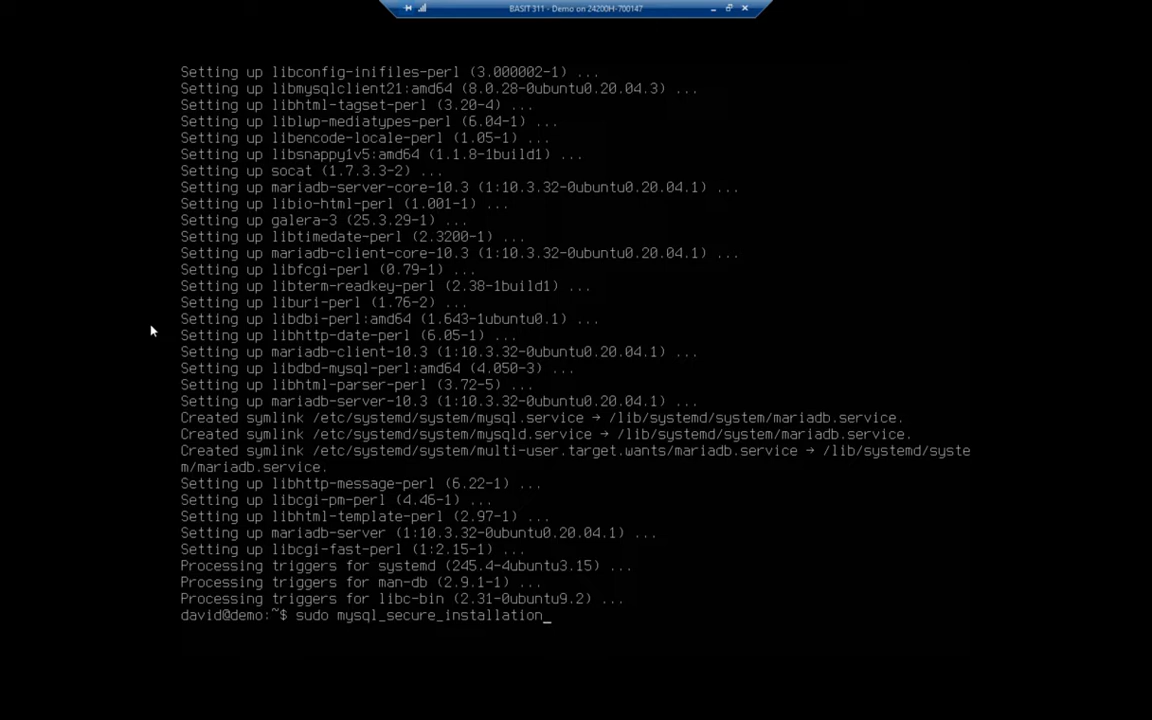 BASIT 311 - Demo on 24200H-700147
Setting up libconfig-inifiles-perl (3.000002-1) ...
Setting up libmysqlclient21:amd64 (8.0.28-0ubuntu0.20.04.3) ...
Setting up libhtml-tagset-perl (3.20-4) ...
Setting up liblwp-mediatypes-perl (6.04-1) ...
Setting up libencode-locale-perl (1.05-1) ...
Setting up libsnappy1v5:amd64 (1.1.8-1build1) ...
Setting up socat (1.7.3.3-2) ...
Setting up mariadb-server-core-10.3 (1:10.3.32-0ubuntu0.20.04.1) ...
Setting up libio-html-perl (1.001-1) ...
Setting up galera-3 (25.3.29-1) ...
Setting up libtimedate-perl (2.3200-1) ...
Setting up mariadb-client-core-10.3 (1:10.3.32-0ubuntu0.20.04.1) ...
Setting up libfcgi-perl (0.79-1) ...
Setting up libterm-readkey-perl (2.38-1build1) ...
Setting up liburi-perl (1.76-2) ...
Setting up libdbi-perl:amd64 (1.643-1ubuntu0.1) ...
Setting up libhttp-date-perl (6.05-1) ...
Setting up mariadb-client-10.3 (1:10.3.32-0ubuntu0.20.04.1) ...
Setting up libdbd-mysql-perl:amd64 (4.050-3) ...
Setting up libhtml-parser-perl (3.72-5) ...
Setting up mariadb-server-10.3 (1:10.3.32-0ubuntu0.20.04.1) ...
Created symlink /etc/systemd/system/mysql.service → /lib/systemd/system/mariadb.service.
Created symlink /etc/systemd/system/mysqld.service → /lib/systemd/system/mariadb.service.
Created symlink /etc/systemd/system/multi-user.target.wants/mariadb.service → /lib/systemd/syste
m/mariadb.service.
Setting up libhttp-message-perl (6.22-1) ...
Setting up libcgi-pm-perl (4.46-1) ...
Setting up libhtml-template-perl (2.97-1) ...
Setting up mariadb-server (1:10.3.32-0ubuntu0.20.04.1) ...
Setting up libcgi-fast-perl (1:2.15-1) ...
Processing triggers for systemd (245.4-4ubuntu3.15) ...
Processing triggers for man-db (2.9.1-1) ...
Processing triggers for libc-bin (2.31-0ubuntu9.2) ...
david@demo:~$ sudo mysql_secure_installation_